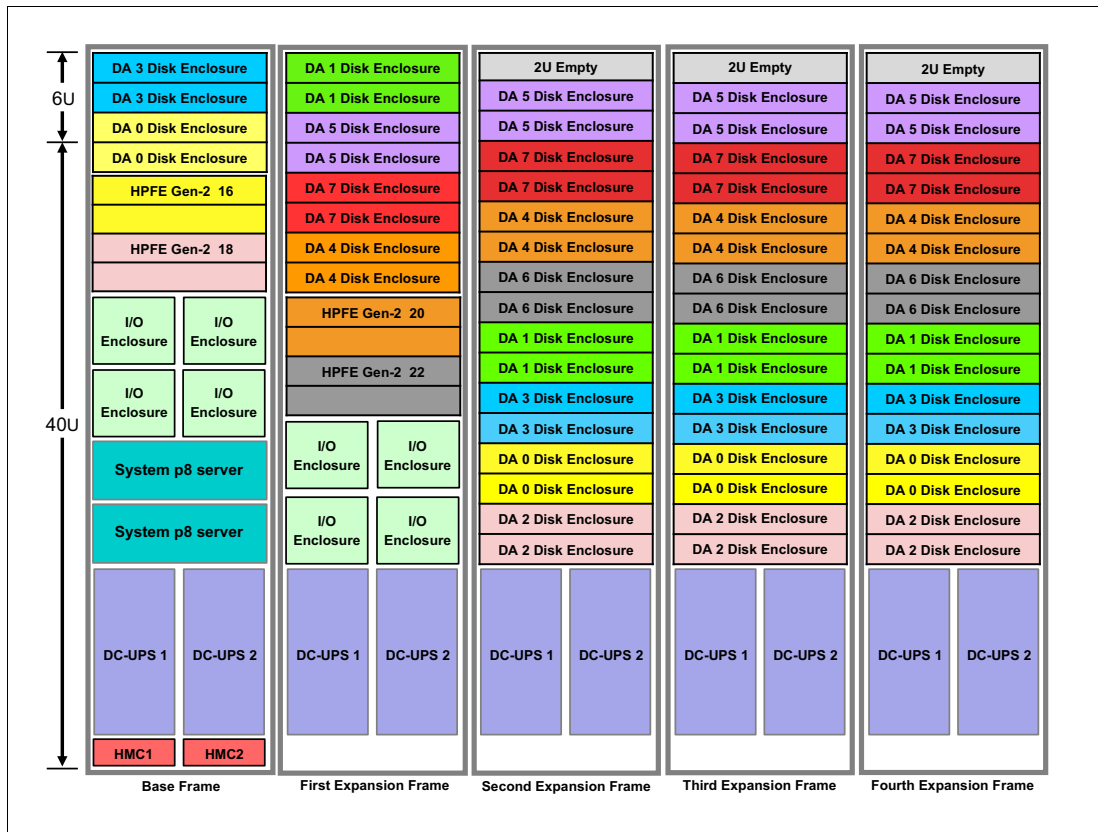 6U
40U
DA 3 Disk Enclosure
DA 3 Disk Enclosure
DA 0 Disk Enclosure
DA 0 Disk Enclosure
HPFE Gen-2 16
HPFE Gen-2 18
I/O
Enclosure
I/O
Enclosure
I/O
Enclosure
I/O
Enclosure
System p8 server
System p8 server
DC-UPS 1
DC-UPS 2
HMC1
HMC2
Base Frame
DA 1 Disk Enclosure
DA 1 Disk Enclosure
DA 5 Disk Enclosure
DA 5 Disk Enclosure
DA 7 Disk Enclosure
DA 7 Disk Enclosure
DA 4 Disk Enclosure
DA 4 Disk Enclosure
HPFE Gen-2 20
HPFE Gen-2 22
I/O
Enclosure
I/O
Enclosure
I/O
Enclosure
I/O
Enclosure
DC-UPS 1
DC-UPS 2
First Expansion Frame
2U Empty
DA 5 Disk Enclosure
DA 5 Disk Enclosure
DA 7 Disk Enclosure
DA 7 Disk Enclosure
DA 4 Disk Enclosure
DA 4 Disk Enclosure
DA 6 Disk Enclosure
DA 6 Disk Enclosure
DA 1 Disk Enclosure
DA 1 Disk Enclosure
DA 3 Disk Enclosure
DA 3 Disk Enclosure
DA 0 Disk Enclosure
DA 0 Disk Enclosure
DA 2 Disk Enclosure
DA 2 Disk Enclosure
DC-UPS 1
DC-UPS 2
Second Expansion Frame
2U Empty
DA 5 Disk Enclosure
DA 5 Disk Enclosure
DA 7 Disk Enclosure
DA 7 Disk Enclosure
DA 4 Disk Enclosure
DA 4 Disk Enclosure
DA 6 Disk Enclosure
DA 6 Disk Enclosure
DA 1 Disk Enclosure
DA 1 Disk Enclosure
DA 3 Disk Enclosure
DA 3 Disk Enclosure
DA 0 Disk Enclosure
DA 0 Disk Enclosure
DA 2 Disk Enclosure
DA 2 Disk Enclosure
DC-UPS 1
DC-UPS 2
Third Expansion Frame
2U Empty
DA 5 Disk Enclosure
DA 5 Disk Enclosure
DA 7 Disk Enclosure
DA 7 Disk Enclosure
DA 4 Disk Enclosure
DA 4 Disk Enclosure
DA 6 Disk Enclosure
DA 6 Disk Enclosure
DA 1 Disk Enclosure
DA 1 Disk Enclosure
DA 3 Disk Enclosure
DA 3 Disk Enclosure
DA 0 Disk Enclosure
DA 0 Disk Enclosure
DA 2 Disk Enclosure
DA 2 Disk Enclosure
DC-UPS 1
DC-UPS 2
Fourth Expansion Frame